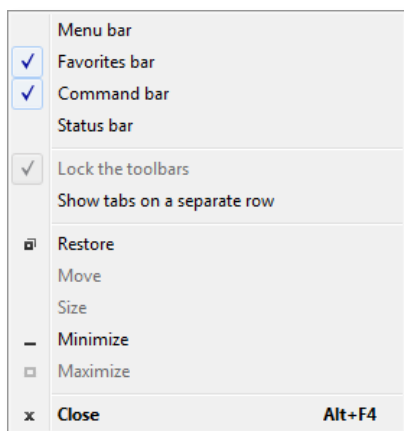 Menu bar
Favorites bar
Command bar
Status bar
Lock the toolbars
Show tabs on a separate row
Restore
Move
Size
Minimize
Maximize
Close Alt+F4